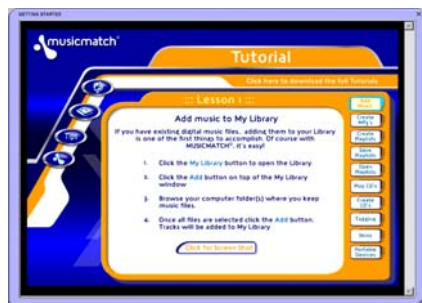 GETTING STARTED
musicmatch®
Tutorial
Click here to download the full Tutorials
::: Lesson 1 :::
Add music to My Library
If you have existing digital music files, adding them to your Library
is one of the first things to accomplish. Of course with
MUSICMATCH®, it's easy!
1. Click the My Library button to open the Library
2. Click the Add button on top of the My Library
window
3. Browse your computer folder(s) where you keep
music files.
4. Once all files are selected click the Add button.
Tracks will be added to My Library
Click for Screen Shot
Add
Music
Create
MP3's
Create
Playlists
Save
Playlists
Open
Playlists
Play CD's
Create
CD's
Tagging
Skins
Portable
Devices